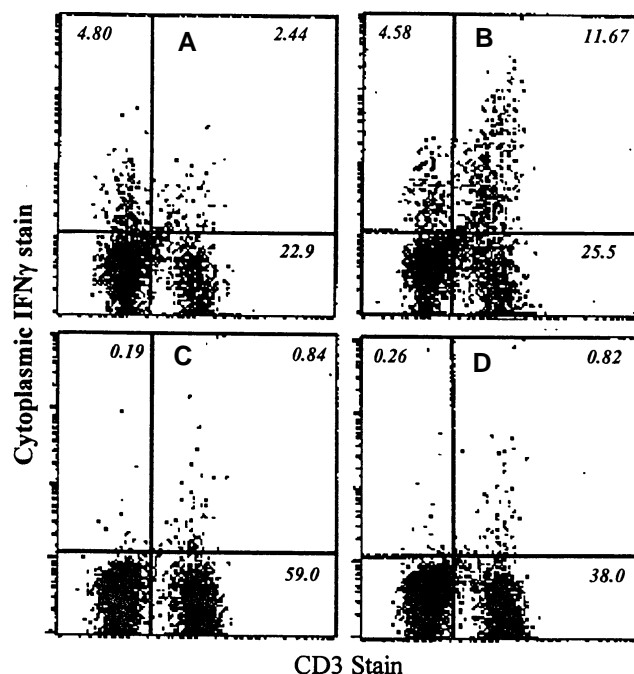 4.80 A 2.44
4.58 B 11.67
22.9
25.5
0.19 C 0.84
0.26 D 0.82
59.0
38.0
Cytoplasmic IFNγ stain
CD3 Stain